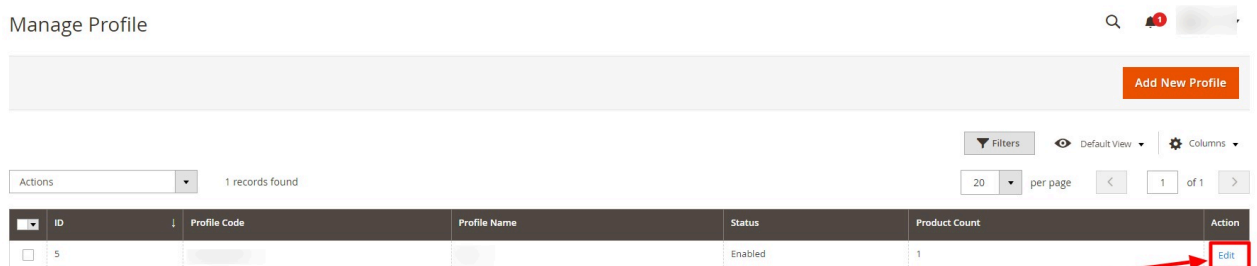 Manage Profile
1
Add New Profile
Filters Default View Columns
Actions 1 records found 20 per page 1 of 1
ID Profile Code Profile Name Status Product Count Action
5 Enabled 1 Edit